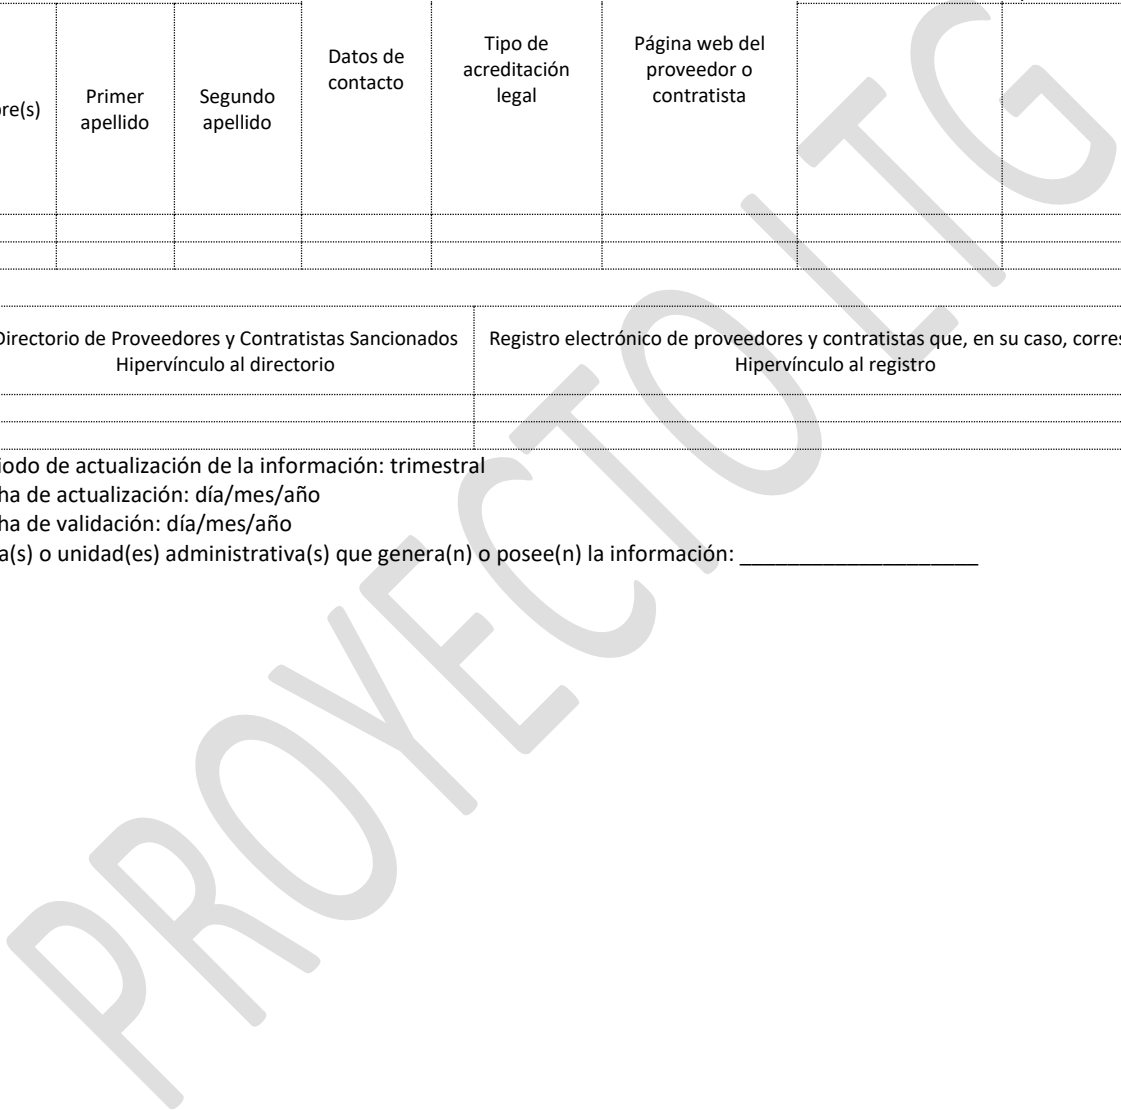 Datos de
contacto
Tipo de
acreditación
legal
Página web del
proveedor o
contratista
re(s)
Primer
apellido
Segundo
apellido
Directorio de Proveedores y Contratistas Sancionados
Hipervínculo al directorio
Registro electrónico de proveedores y contratistas que, en su caso, corres
Hipervínculo al registro
iodo de actualización de la información: trimestral
ha de actualización: día/mes/año
ha de validación: día/mes/año
a(s) o unidad(es) administrativa(s) que genera(n) o posee(n) la información: ____________________
PROYECTO LTG